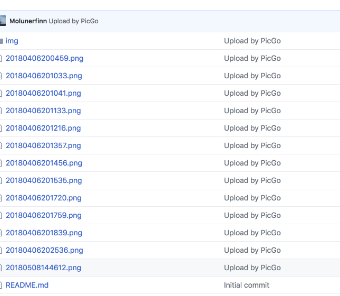 Molunerfinn Upload by PicGo
img Upload by PicGo
20180406200459.png Upload by PicGo
20180406201033.png Upload by PicGo
20180406201041.png Upload by PicGo
20180406201133.png Upload by PicGo
20180406201216.png Upload by PicGo
20180406201357.png Upload by PicGo
20180406201456.png Upload by PicGo
20180406201535.png Upload by PicGo
20180406201720.png Upload by PicGo
20180406201759.png Upload by PicGo
20180406201839.png Upload by PicGo
20180406202536.png Upload by PicGo
20180508144612.png Upload by PicGo
README.md Initial commit